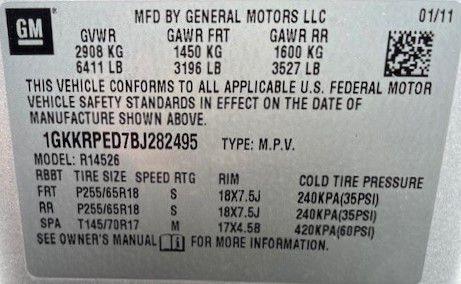 GM
MFD BY GENERAL MOTORS LLC 01/11
GVWR GAWR FRT GAWR RR
2908 KG 1450 KG 1600 KG
6411 LB 3196 LB 3527 LB
THIS VEHICLE CONFORMS TO ALL APPLICABLE U.S. FEDERAL MOTOR
VEHICLE SAFETY STANDARDS IN EFFECT ON THE DATE OF
MANUFACTURE SHOWN ABOVE.
1GKKRPED7BJ282495 TYPE: M.P.V.
MODEL: R14526
RBBT TIRE SIZE SPEED RTG RIM COLD TIRE PRESSURE
FRT P255/65R18 S 18X7.5J 240KPA(35PSI)
RR P255/65R18 S 18X7.5J 240KPA(35PSI)
SPA T145/70R17 M 17X4.5B 420KPA(60PSI)
SEE OWNER'S MANUAL FOR MORE INFORMATION.